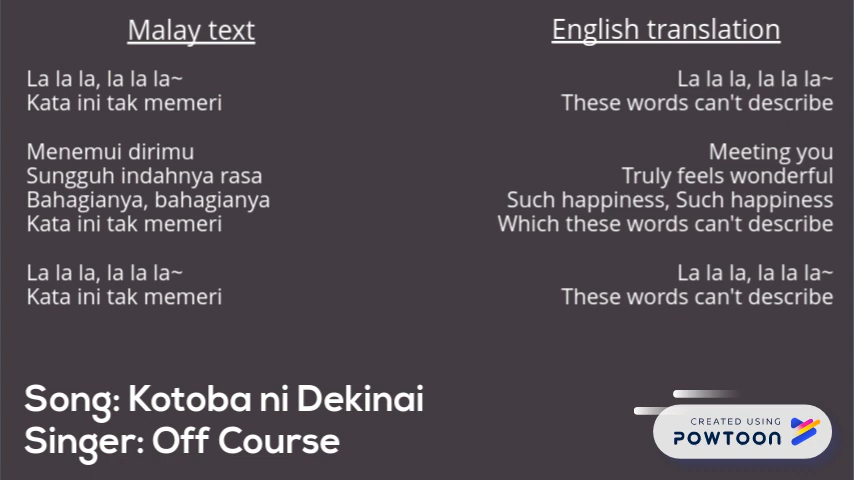 Malay text
La la la, la la la~
Kata ini tak memeri
Menemui dirimu
Sungguh indahnya rasa
Bahagianya, bahagianya
Kata ini tak memeri
La la la, la la la~
Kata ini tak memeri
English translation
La la la, la la la~
These words can't describe
Meeting you
Truly feels wonderful
Such happiness, Such happiness
Which these words can't describe
La la la, la la la~
These words can't describe
Song: Kotoba ni Dekinai
Singer: Off Course
CREATED USING
POWTOON